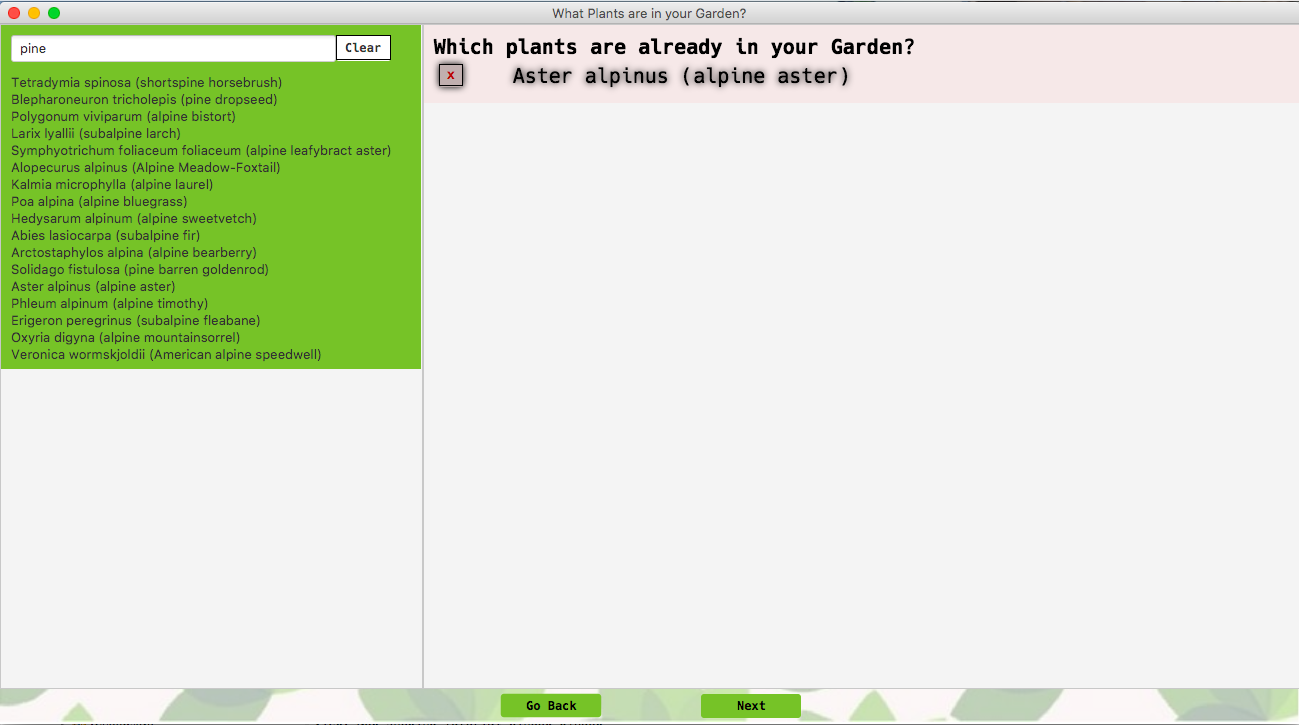 What Plants are in your Garden?
pine
Clear
Tetradymia spinosa (shortspine horsebrush)
Blepharoneuron tricholepis (pine dropseed)
Polygonum viviparum (alpine bistort)
Larix lyallii (subalpine larch)
Symphyotrichum foliaceum foliaceum (alpine leafybract aster)
Alopecurus alpinus (Alpine Meadow-Foxtail)
Kalmia microphylla (alpine laurel)
Poa alpina (alpine bluegrass)
Hedysarum alpinum (alpine sweetvetch)
Abies lasiocarpa (subalpine fir)
Arctostaphylos alpina (alpine bearberry)
Solidago fistulosa (pine barren goldenrod)
Aster alpinus (alpine aster)
Phleum alpinum (alpine timothy)
Erigeron peregrinus (subalpine fleabane)
Oxyria digyna (alpine mountainsorrel)
Veronica wormskjoldii (American alpine speedwell)
Which plants are already in your Garden?
x Aster alpinus (alpine aster)
Go Back
Next